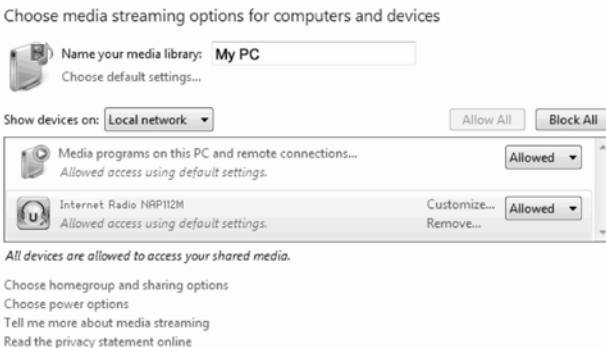 Choose media streaming options for computers and devices
Name your media library: My PC
Choose default settings...
Show devices on: Local network
Allow All
Block All
Media programs on this PC and remote connections...
Allowed
Allowed access using default settings.
Internet Radio NAP112M
Customize...
Allowed
Allowed access using default settings.
Remove...
All devices are allowed to access your shared media.
Choose homegroup and sharing options
Choose power options
Tell me more about media streaming
Read the privacy statement online